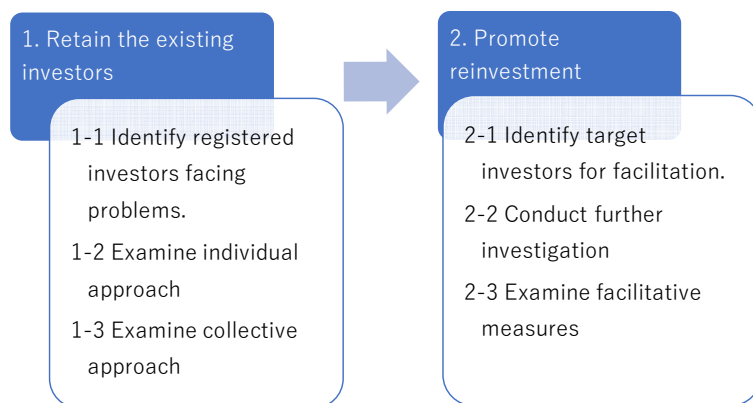 1. Retain the existing
investors
1-1 Identify registered
investors facing
problems.
1-2 Examine individual
approach
1-3 Examine collective
approach
2. Promote
reinvestment
2-1 Identify target
investors for facilitation.
2-2 Conduct further
investigation
2-3 Examine facilitative
measures